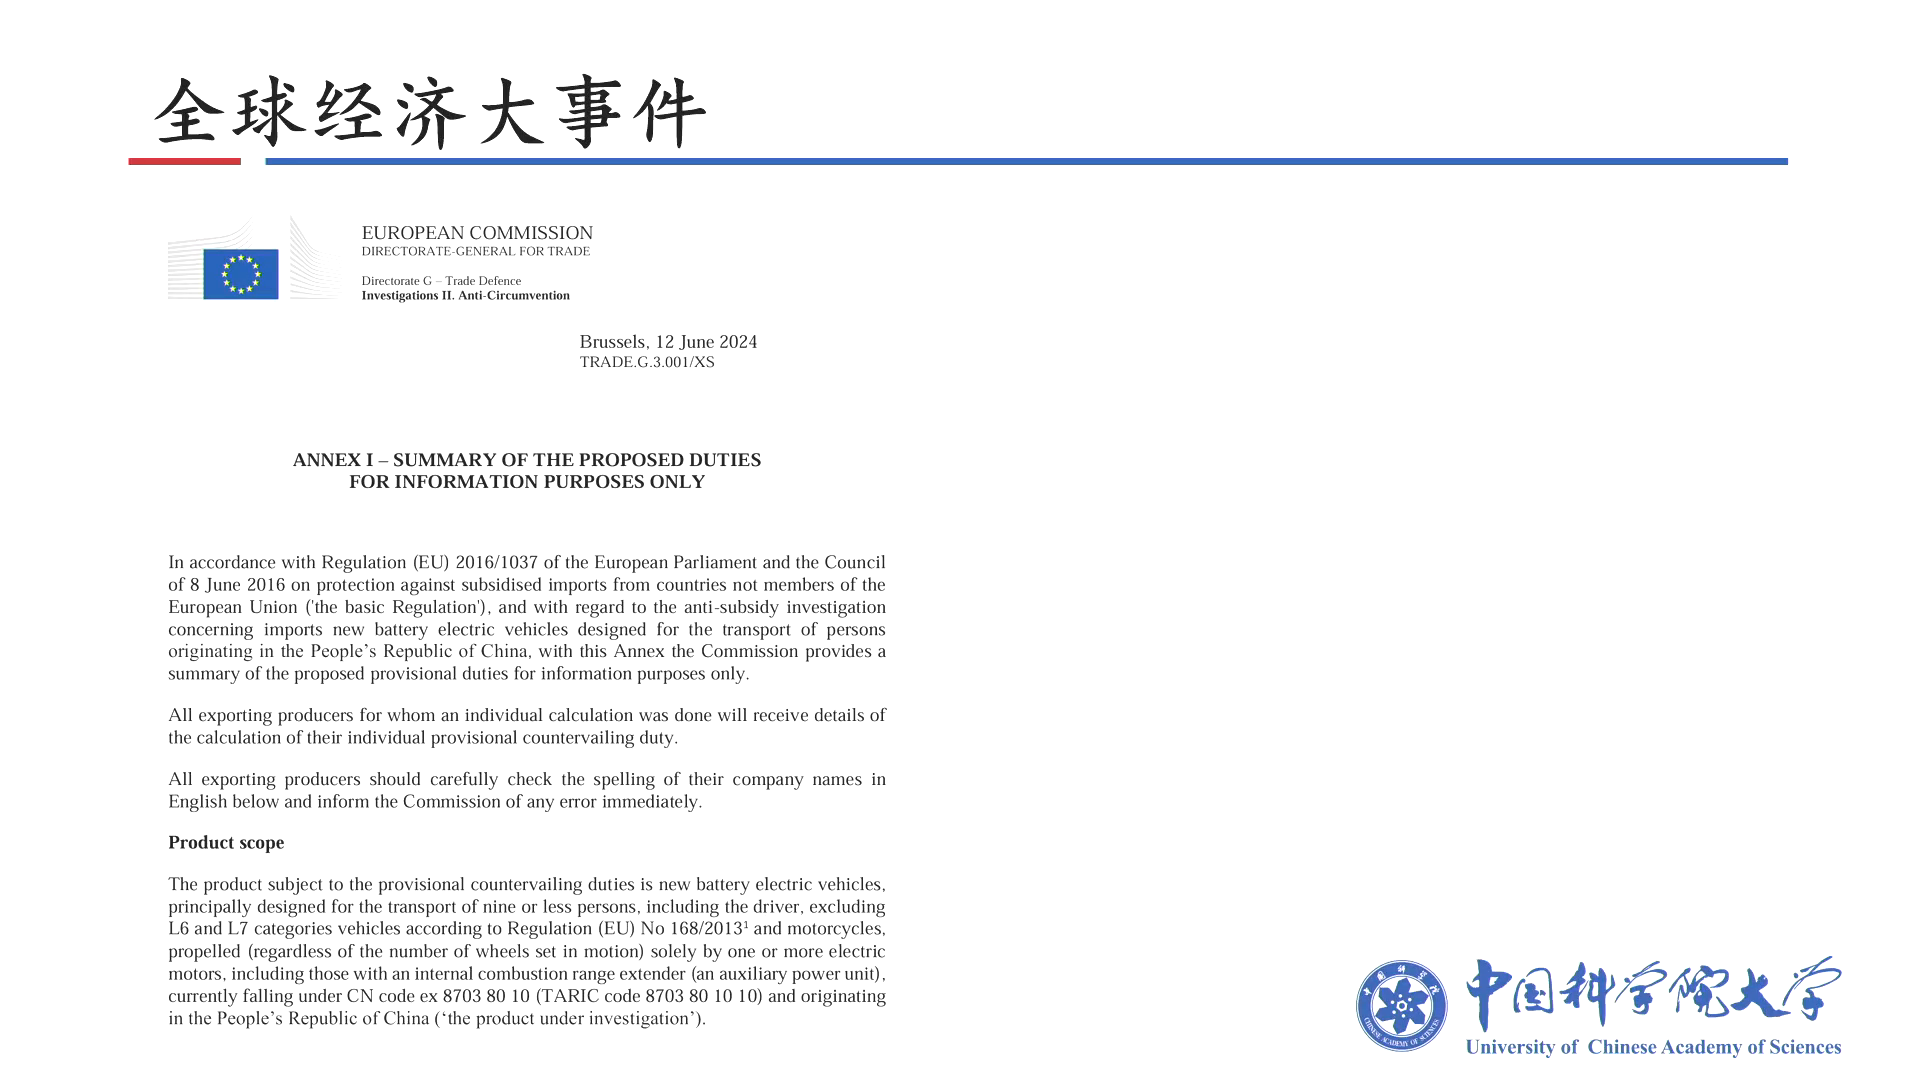 全球经济大事件
EUROPEAN COMMISSION
DIRECTORATE-GENERAL FOR TRADE
Directorate G – Trade Defence
Investigations II. Anti-Circumvention
Brussels, 12 June 2024
TRADE.G.3.001/XS
ANNEX I – SUMMARY OF THE PROPOSED DUTIES
FOR INFORMATION PURPOSES ONLY
In accordance with Regulation (EU) 2016/1037 of the European Parliament and the Council
of 8 June 2016 on protection against subsidised imports from countries not members of the
European Union ('the basic Regulation'), and with regard to the anti-subsidy investigation
concerning imports new battery electric vehicles designed for the transport of persons
originating in the People’s Republic of China, with this Annex the Commission provides a
summary of the proposed provisional duties for information purposes only.
All exporting producers for whom an individual calculation was done will receive details of
the calculation of their individual provisional countervailing duty.
All exporting producers should carefully check the spelling of their company names in
English below and inform the Commission of any error immediately.
Product scope
The product subject to the provisional countervailing duties is new battery electric vehicles,
principally designed for the transport of nine or less persons, including the driver, excluding
L6 and L7 categories vehicles according to Regulation (EU) No 168/2013¹ and motorcycles,
propelled (regardless of the number of wheels set in motion) solely by one or more electric
motors, including those with an internal combustion range extender (an auxiliary power unit),
currently falling under CN code ex 8703 80 10 (TARIC code 8703 80 10 10) and originating
in the People’s Republic of China (‘the product under investigation’).
中国科学院大学
University of Chinese Academy of Sciences